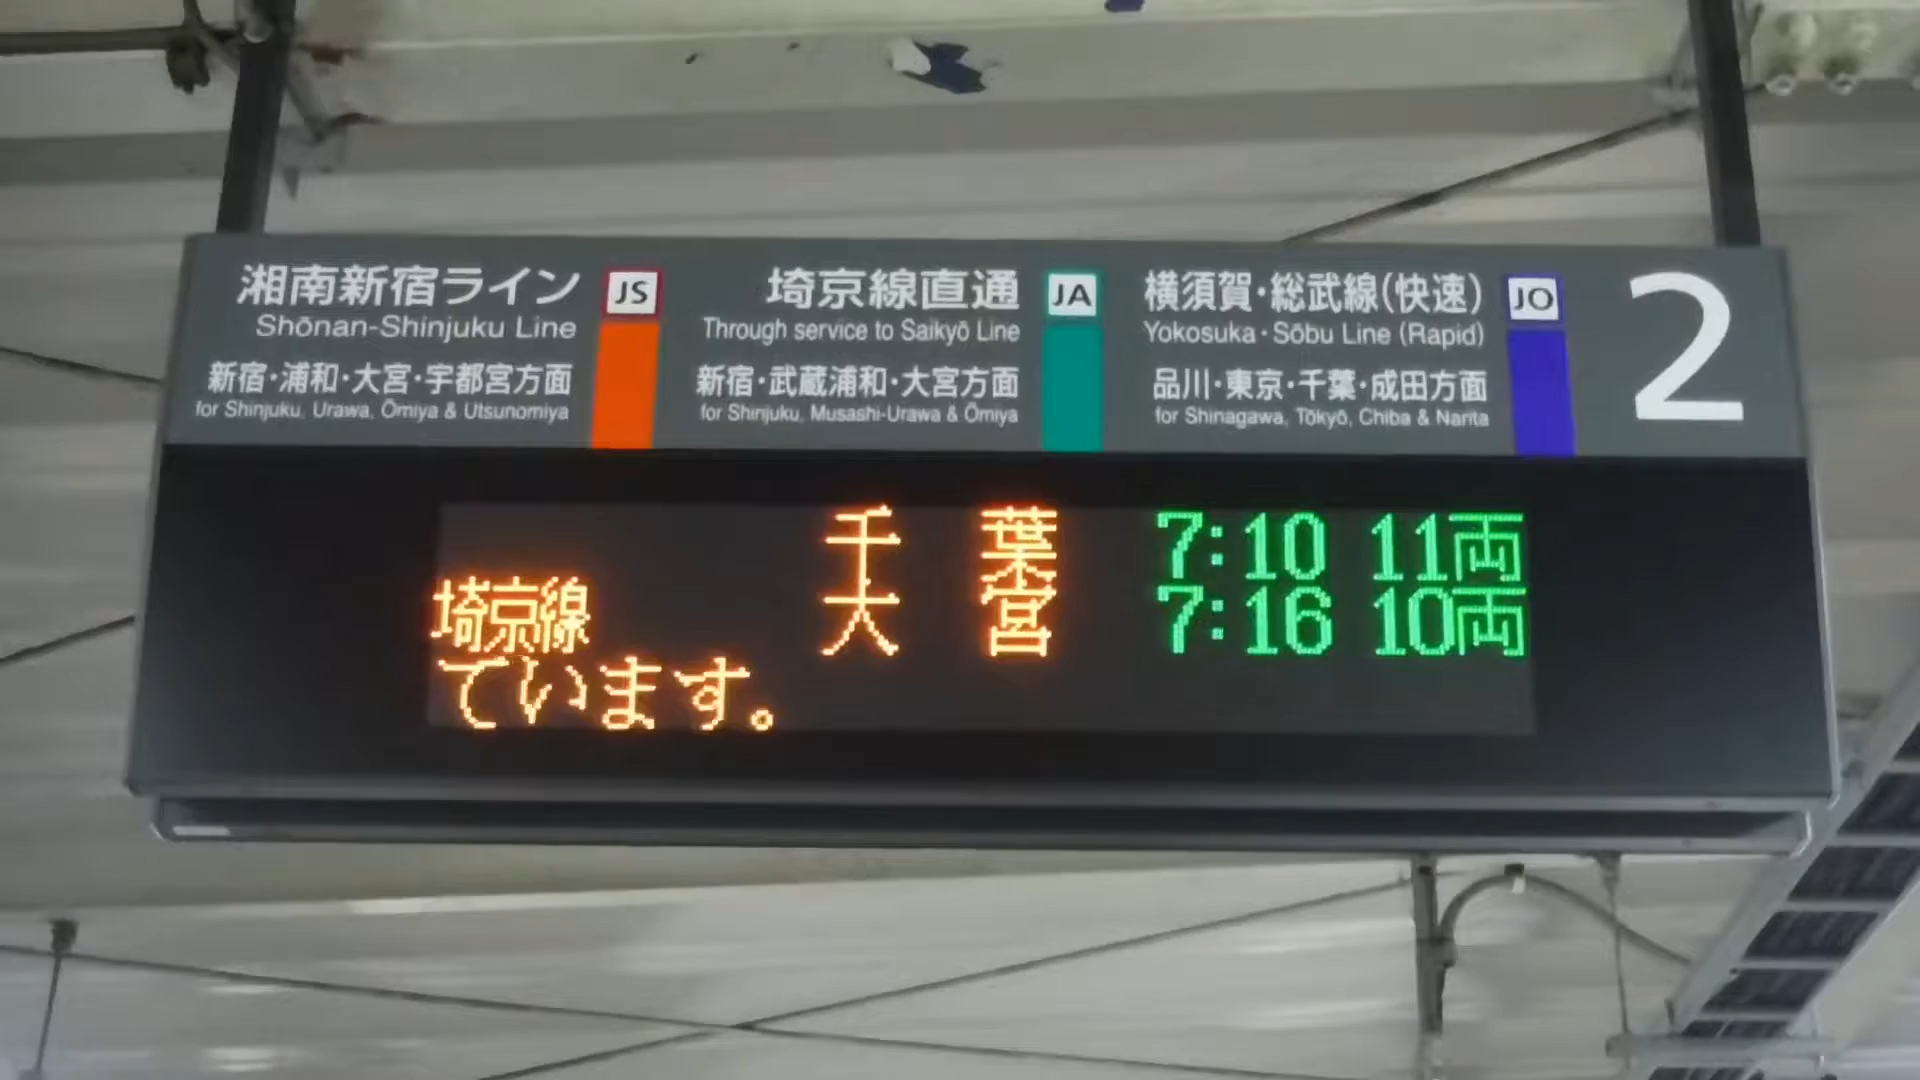 湘南新宿ライン JS
Shōnan-Shinjuku Line
新宿・浦和・大宮・宇都宮方面
for Shinjuku, Urawa, Ōmiya & Utsunomiya
埼京線直通 JA
Through service to Saikyō Line
新宿・武蔵浦和・大宮方面
for Shinjuku, Musashi-Urawa & Ōmiya
横須賀・総武線(快速) JO
Yokosuka・Sōbu Line (Rapid)
品川・東京・千葉・成田方面
for Shinagawa, Tōkyō, Chiba & Narita
2
千 葉 7:10 11両
埼京線 大 宮 7:16 10両
ています。